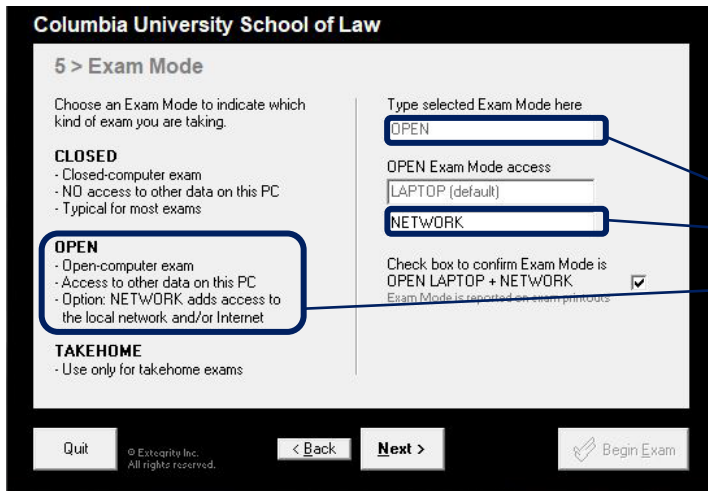 Columbia University School of Law
5 > Exam Mode
Choose an Exam Mode to indicate which
kind of exam you are taking.
CLOSED
- Closed-computer exam
- NO access to other data on this PC
- Typical for most exams
OPEN
- Open-computer exam
- Access to other data on this PC
- Option: NETWORK adds access to
the local network and/or Internet
TAKEHOME
- Use only for takehome exams
Type selected Exam Mode here
OPEN
OPEN Exam Mode access
LAPTOP (default)
NETWORK
Check box to confirm Exam Mode is
OPEN LAPTOP + NETWORK
Exam Mode is reported on exam printouts
Quit
© Extegrity Inc.
All rights reserved.
< Back
Next >
Begin Exam